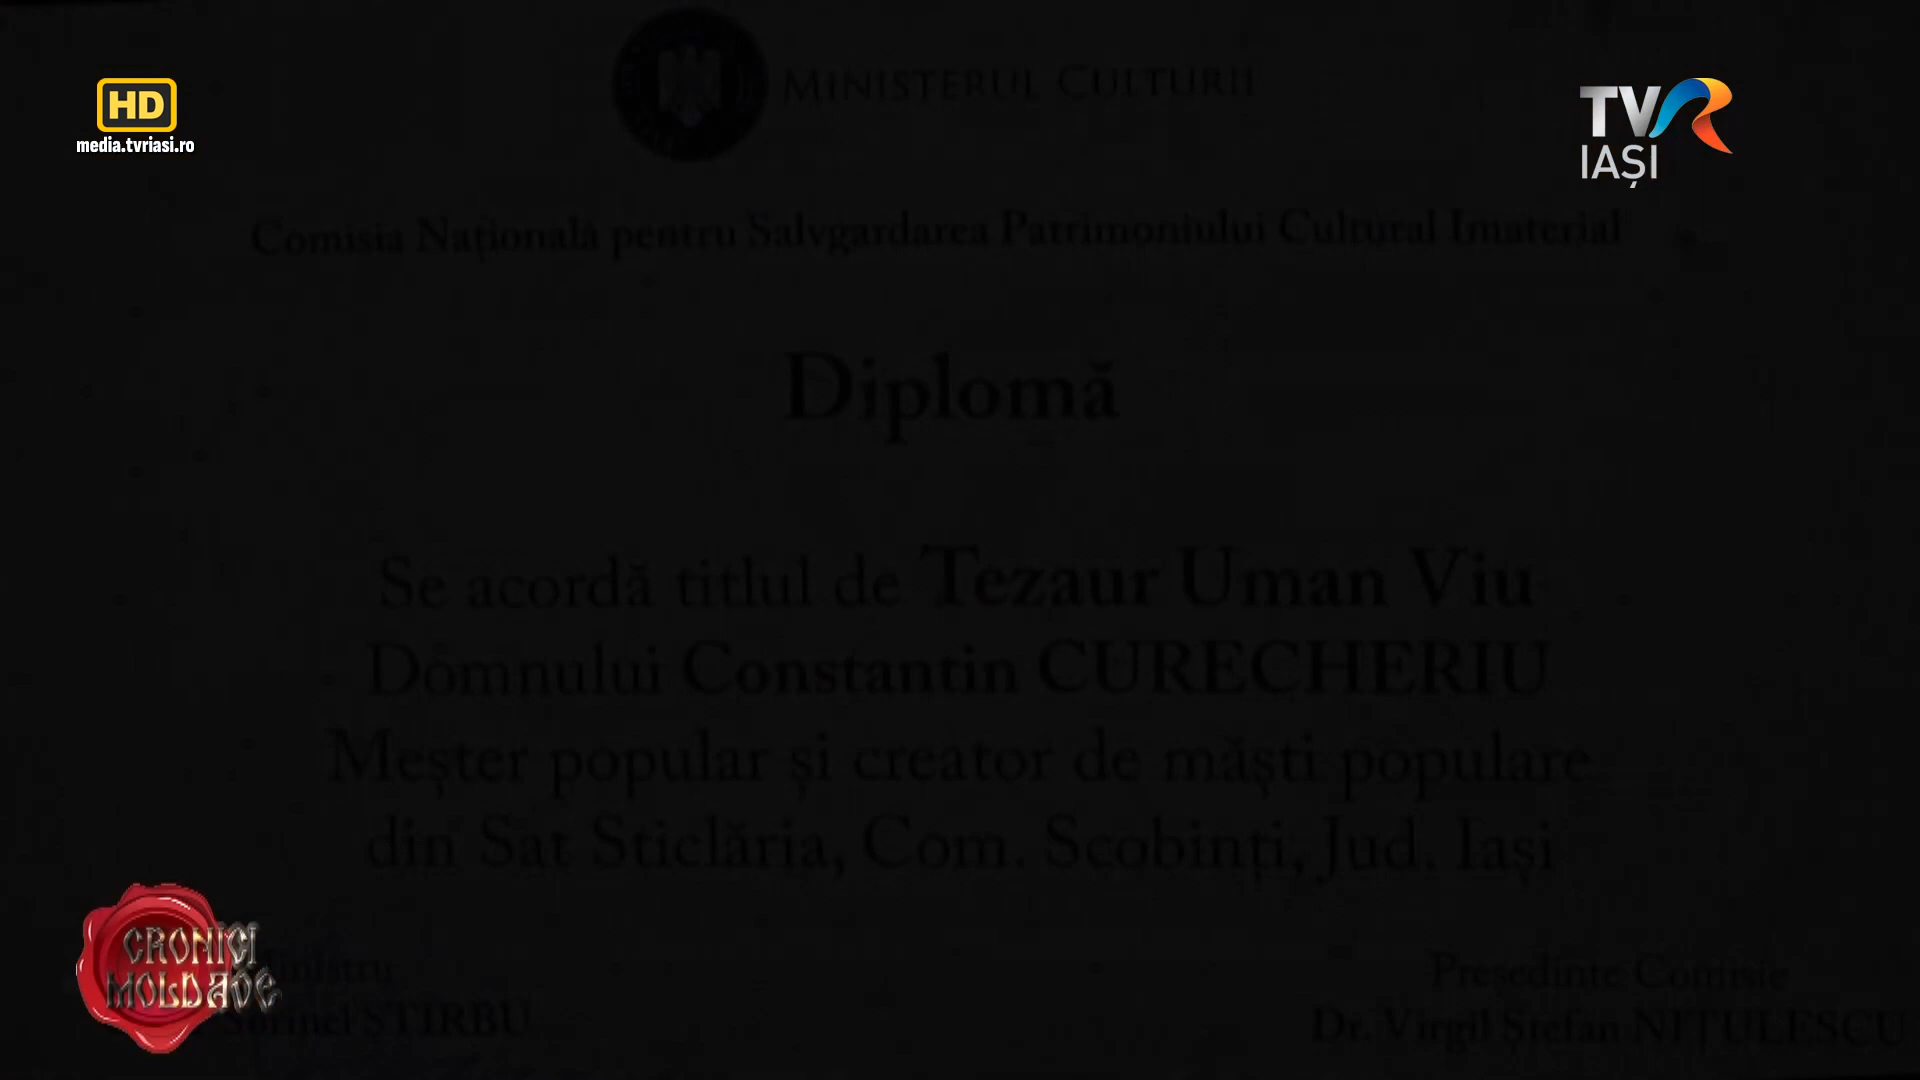 MINISTERUL CULTURII
HD
media.tvriasi.ro
TVR
IAȘI
Comisia Națională pentru Salvgardarea Patrimoniului Cultural Imaterial
Diplomă
Se acordă titlul de Tezaur Uman Viu
Domnului Constantin CURECHERIU
Meșter popular și creator de măști populare
din Sat Sticlăria, Com. Scobinți, Jud. Iași
CRONICI
MOLDAVE
Ministru
Președinte Comisie
Sorinel ȘTIRBU
Dr. Virgil Ștefan NIȚULESCU